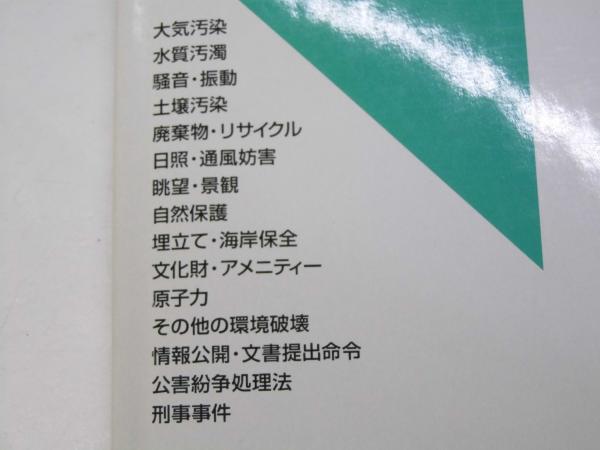 大気汚染
水質汚濁
騒音・振動
土壌汚染
廃棄物・リサイクル
日照・通風妨害
眺望・景観
自然保護
埋立て・海岸保全
文化財・アメニティー
原子力
その他の環境破壊
情報公開・文書提出命令
公害紛争処理法
刑事事件